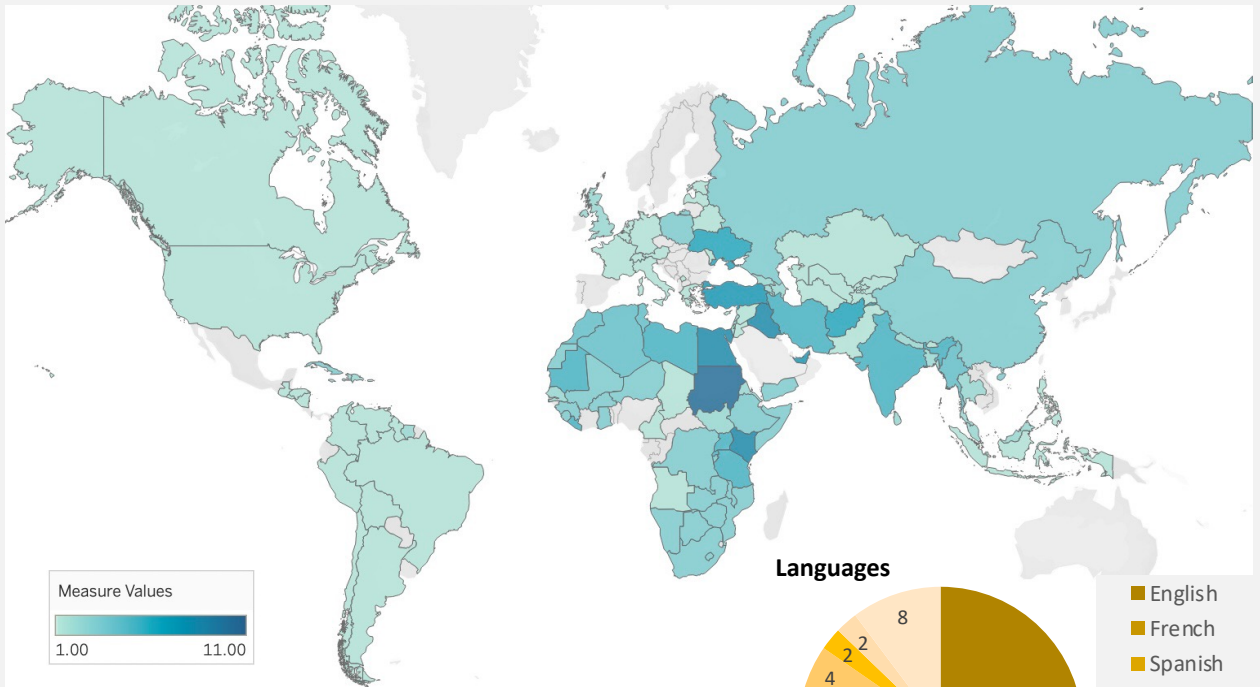 Measure Values
1.00 11.00
Languages
8
2
2
4
English
French
Spanish